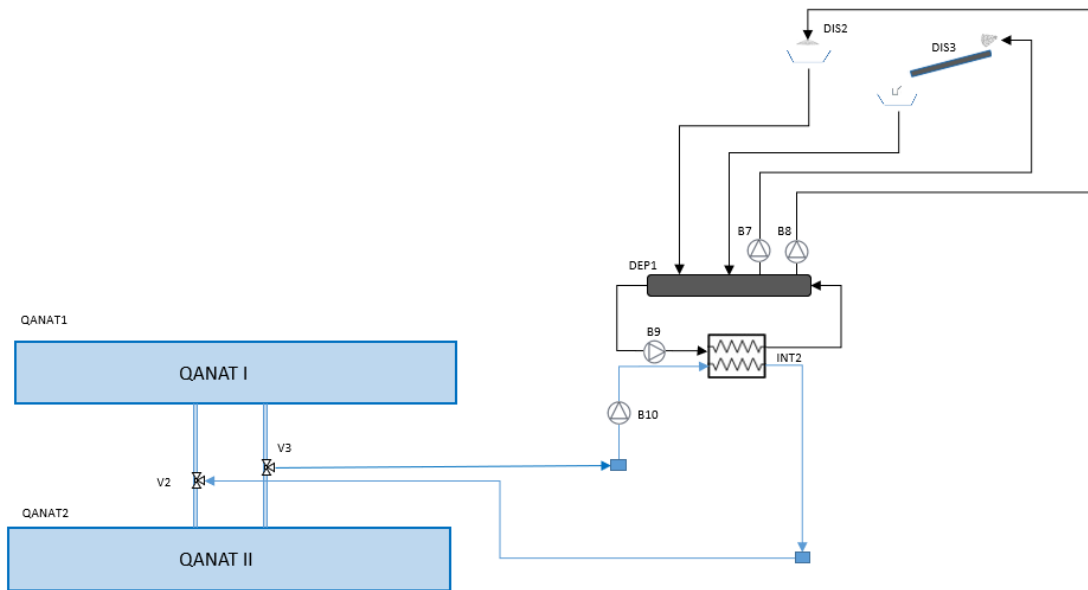 DIS2
DIS3
B7
B8
DEP1
QANAT1
B9
QANAT I
INT2
B10
V3
V2
QANAT2
QANAT II